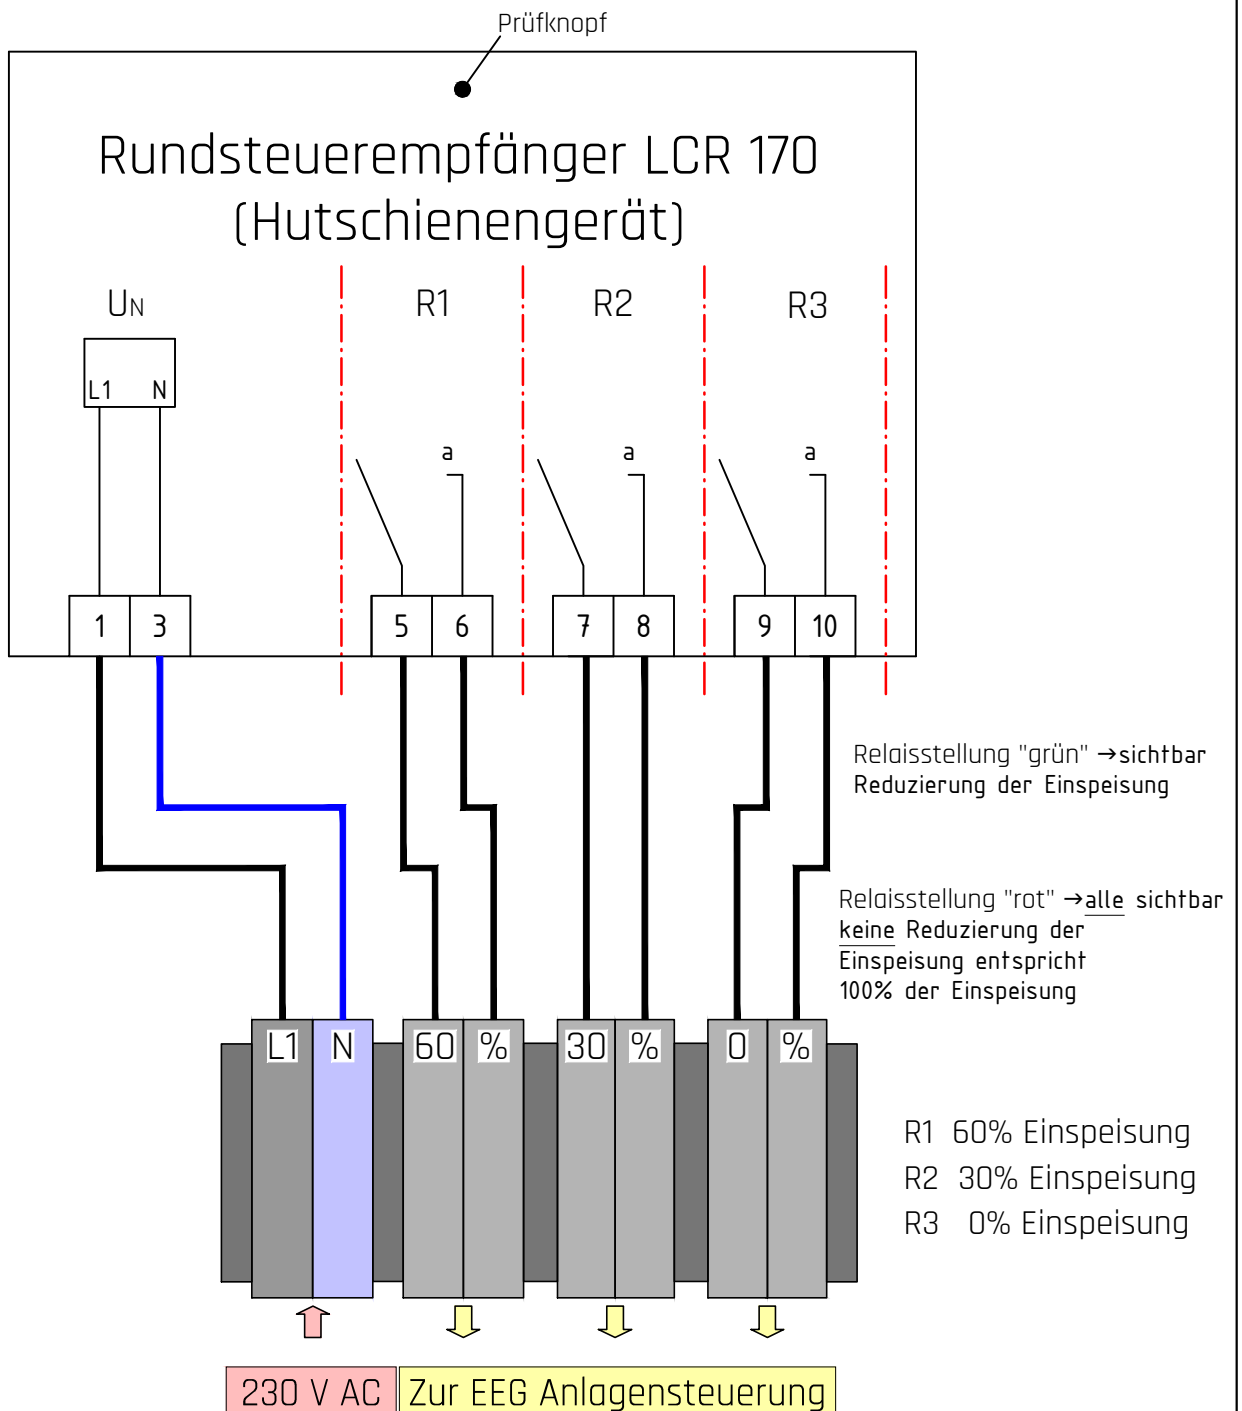 Prüfknopf
Rundsteuerempfänger LCR 170
(Hutschienengerät)
UN R1 R2 R3
L1 N
a a a
1 3 5 6 7 8 9 10
Relaisstellung "grün" →sichtbar
Reduzierung der Einspeisung
Relaisstellung "rot" →alle sichtbar
keine Reduzierung der
Einspeisung entspricht
100% der Einspeisung
L1 N 60 % 30 % 0 %
R1 60% Einspeisung
R2 30% Einspeisung
R3 0% Einspeisung
230 V AC Zur EEG Anlagensteuerung